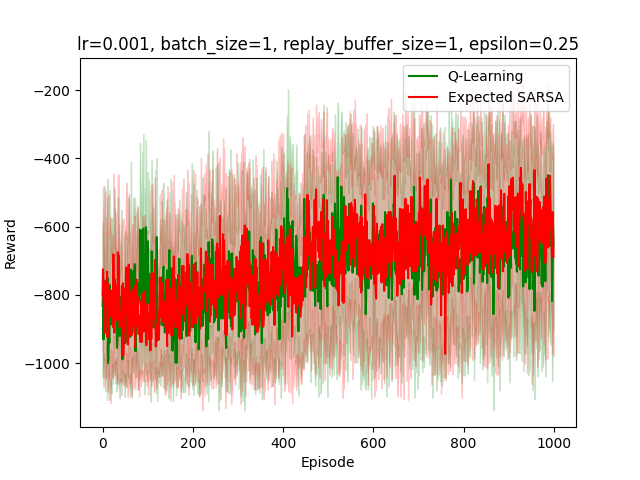 lr=0.001, batch_size=1, replay_buffer_size=1, epsilon=0.25
Q-Learning
Expected SARSA
−200
−400
−600
−800
−1000
Reward
0 200 400 600 800 1000
Episode